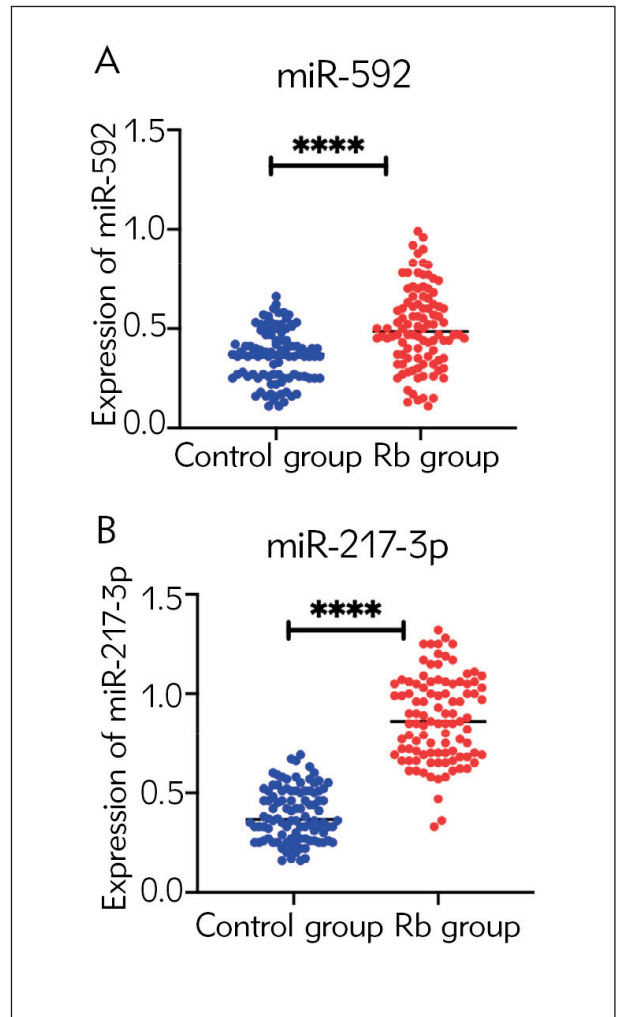 A
miR-592
Expression of miR-592
****
1.5
1.0
0.5
0.0
Control group Rb group
B
miR-217-3p
Expression of miR-217-3p
****
1.5
1.0
0.5
0.0
Control group Rb group